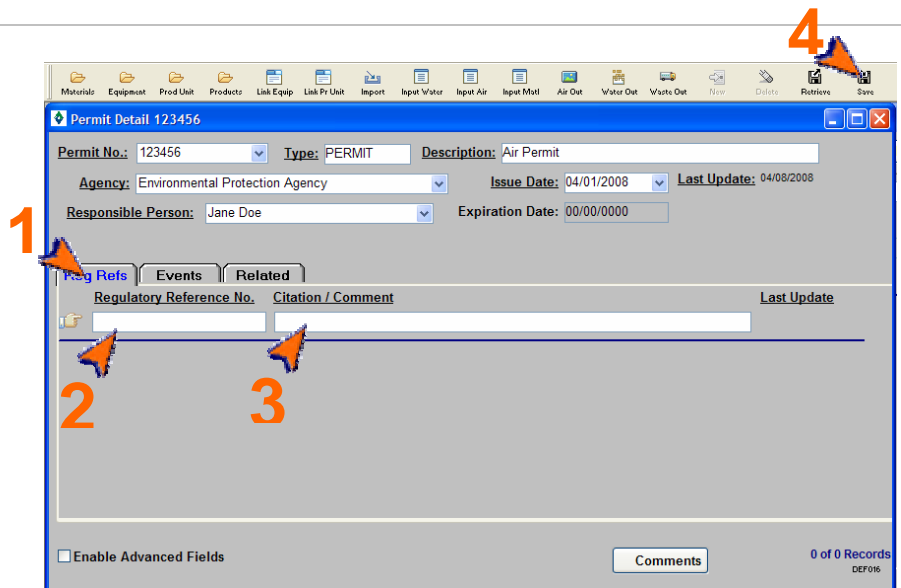 4
Materials Equipment Prod Unit Products Link Equip Link Pr Unit Import Input Water Input Air Input Matl Air Out Water Out Waste Out New Delete Retrieve Save
Permit Detail 123456
Permit No.: 123456 Type: PERMIT Description: Air Permit
Agency: Environmental Protection Agency Issue Date: 04/01/2008 Last Update: 04/08/2008
Responsible Person: Jane Doe Expiration Date: 00/00/0000
1
Reg Refs Events Related
Regulatory Reference No. Citation / Comment Last Update
2 3
Enable Advanced Fields Comments 0 of 0 Records
DEF016